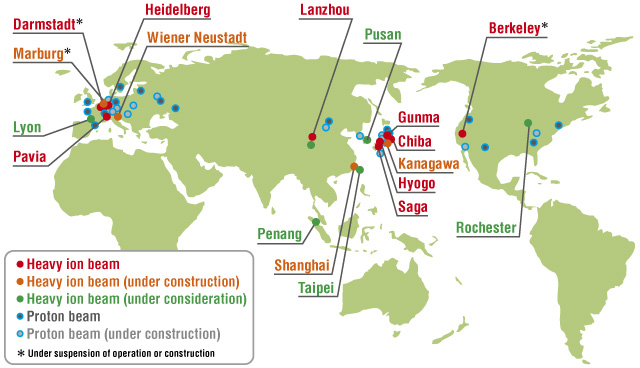 Heidelberg
Lanzhou
Darmstadt*
Pusan
Berkeley*
Wiener Neustadt
Marburg*
Gunma
Lyon
Chiba
Pavia
Kanagawa
Hyogo
Saga
Rochester
Penang
Shanghai
Taipei
Heavy ion beam
Heavy ion beam (under construction)
Heavy ion beam (under consideration)
Proton beam
Proton beam (under construction)
* Under suspension of operation or construction